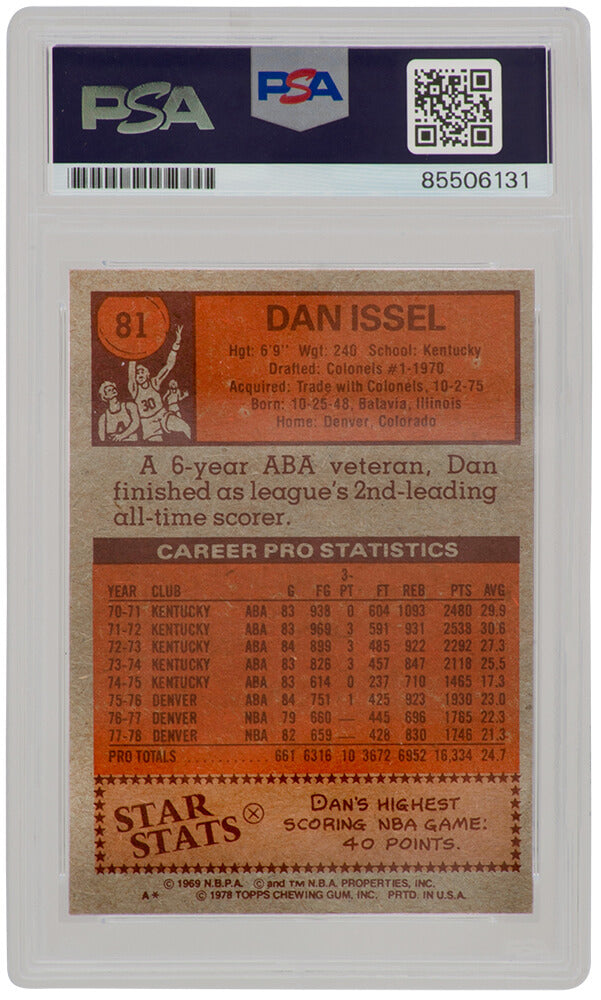 PSA
PSA
85506131
81
DAN ISSEL
Hgt: 6'9" Wgt: 240 School: Kentucky
Drafted: Colonels #1-1970
Acquired: Trade with Colonels, 10-2-75
Born: 10-25-48, Batavia, Illinois
Home: Denver, Colorado
30
A 6-year ABA veteran, Dan
finished as league's 2nd-leading
all-time scorer.
CAREER PRO STATISTICS
3-
YEAR CLUB G FG PT FT REB PTS AVG
70-71 KENTUCKY ABA 83 938 0 604 1093 2480 29.9
71-72 KENTUCKY ABA 83 969 3 591 931 2538 30.6
72-73 KENTUCKY ABA 84 899 3 485 922 2292 27.3
73-74 KENTUCKY ABA 83 826 3 457 847 2118 25.5
74-75 KENTUCKY ABA 83 614 0 237 710 1465 17.3
75-76 DENVER ABA 84 751 1 425 923 1930 23.0
76-77 DENVER NBA 79 660 — 445 696 1765 22.3
77-78 DENVER NBA 82 659 — 428 830 1746 21.3
PRO TOTALS .............. 661 6316 10 3672 6952 16,334 24.7
STAR
STATS
DAN'S HIGHEST
SCORING NBA GAME:
40 POINTS.
© 1969 N.B.P.A. © and TM N.B.A. PROPERTIES, INC.
A* © 1978 TOPPS CHEWING GUM, INC. PRTD. IN U.S.A.